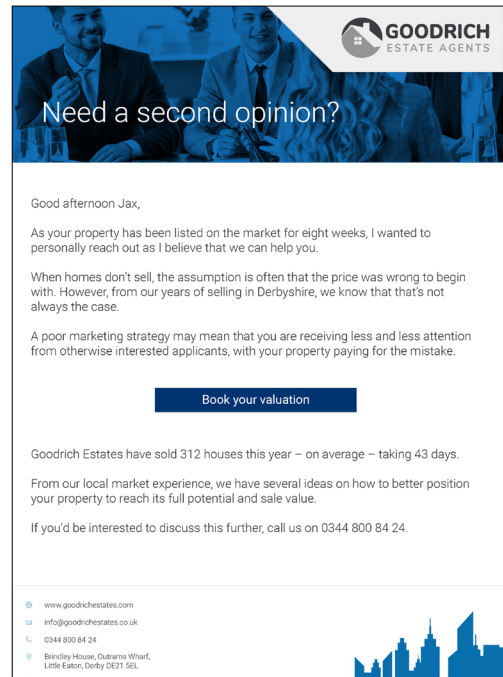 GOODRICH
ESTATE AGENTS
Need a second opinion?
Good afternoon Jax,
As your property has been listed on the market for eight weeks, I wanted to
personally reach out as I believe that we can help you.
When homes don't sell, the assumption is often that the price was wrong to begin
with. However, from our years of selling in Derbyshire, we know that that's not
always the case.
A poor marketing strategy may mean that you are receiving less and less attention
from otherwise interested applicants, with your property paying for the mistake.
Book your valuation
Goodrich Estates have sold 312 houses this year – on average – taking 43 days.
From our local market experience, we have several ideas on how to better position
your property to reach its full potential and sale value.
If you'd be interested to discuss this further, call us on 0344 800 84 24.
www.goodrichestates.com
info@goodrichestates.co.uk
0344 800 84 24
Brindley House, Outrams Wharf,
Little Eaton, Derby DE21 5EL